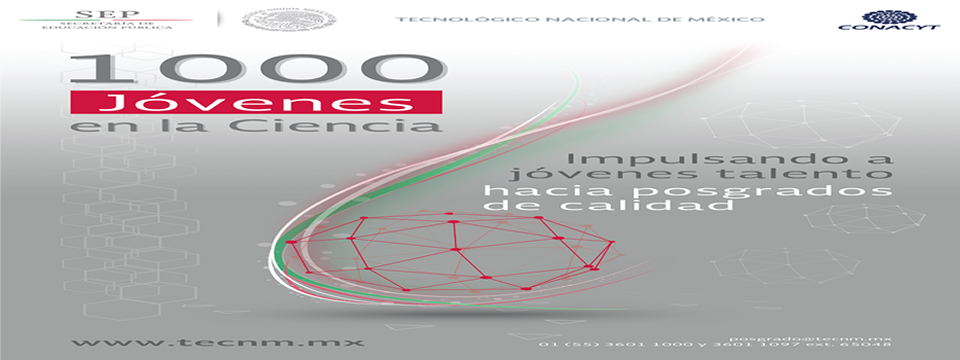 SEP
SECRETARÍA DE
EDUCACIÓN PÚBLICA
TECNOLÓGICO NACIONAL DE MÉXICO
CONACYT
1000
Jóvenes
en la Ciencia
Impulsando a
jóvenes talento
hacia posgrados
de calidad
www.tecnm.mx
posgrado@tecnm.mx
01 (55) 3601 1000 y 3601 1097 ext. 65048